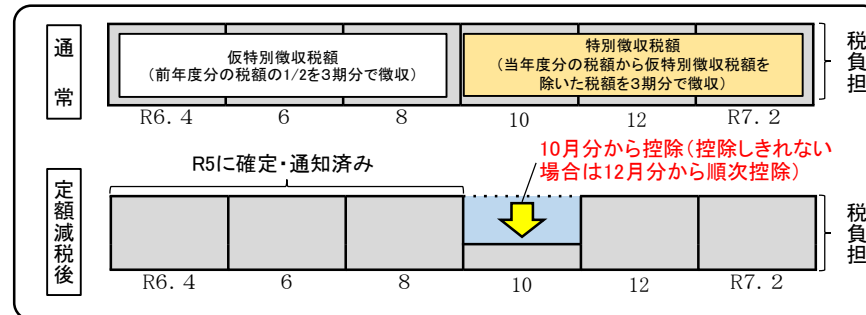 通常
仮特別徴収税額
(前年度分の税額の1/2を3期分で徴収)
特別徴収税額
(当年度分の税額から仮特別徴収税額を
除いた税額を3期分で徴収)
税負担
R6.4 6 8 10 12 R7.2
R5に確定・通知済み
10月分から控除(控除しきれない
場合は12月分から順次控除)
定額減税後
税負担
R6.4 6 8 10 12 R7.2